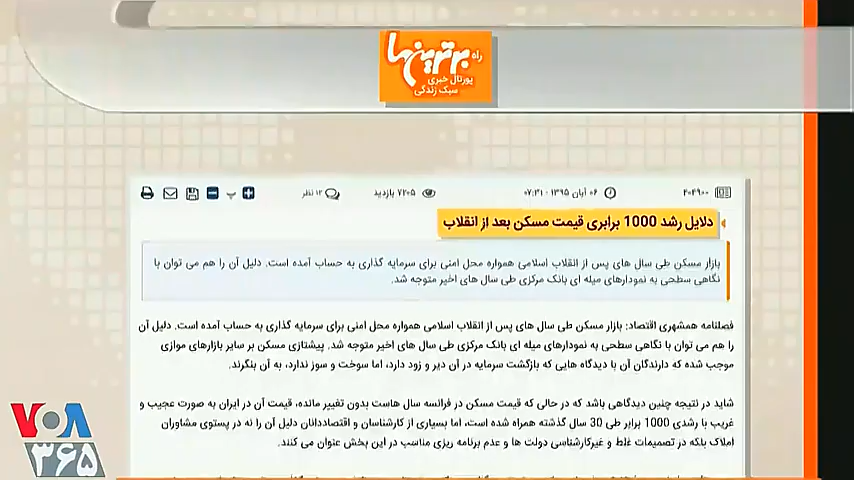 راه
برترینها
پورتال خبری
سبک زندگی
۴۰۴۹۰۰ ۰۶ آبان ۱۳۹۵ - ۰۷:۳۱ ۷۲۰۵ بازدید ۱۲ نظر پ
دلایل رشد 1000 برابری قیمت مسکن بعد از انقلاب
بازار مسکن طی سال های پس از انقلاب اسلامی همواره محل امنی برای سرمایه گذاری به حساب آمده است. دلیل آن را هم می توان با
نگاهی سطحی به نمودارهای میله ای بانک مرکزی طی سال های اخیر متوجه شد.
فصلنامه همشهری اقتصاد: بازار مسکن طی سال های پس از انقلاب اسلامی همواره محل امنی برای سرمایه گذاری به حساب آمده است. دلیل آن
را هم می توان با نگاهی سطحی به نمودارهای میله ای بانک مرکزی طی سال های اخیر متوجه شد. پیشتازی مسکن بر سایر بازارهای موازی
موجب شده که دارندگان آن با دیدگاه هایی که بازگشت سرمایه در آن دیر و زود دارد، اما سوخت و سوز ندارد، به آن بنگرند.
شاید در نتیجه چنین دیدگاهی باشد که در حالی که قیمت مسکن در فرانسه سال هاست بدون تغییر مانده، قیمت آن در ایران به صورت عجیب و
غریب با رشدی 1000 برابر طی 30 سال گذشته همراه شده است، اما بسیاری از کارشناسان و اقتصاددانان دلیل آن را نه در پستوی مشاوران
املاک بلکه در تصمیمات غلط و غیرکارشناسی دولت ها و عدم برنامه ریزی مناسب در این بخش عنوان می کنند.
VOA
۳۶۵